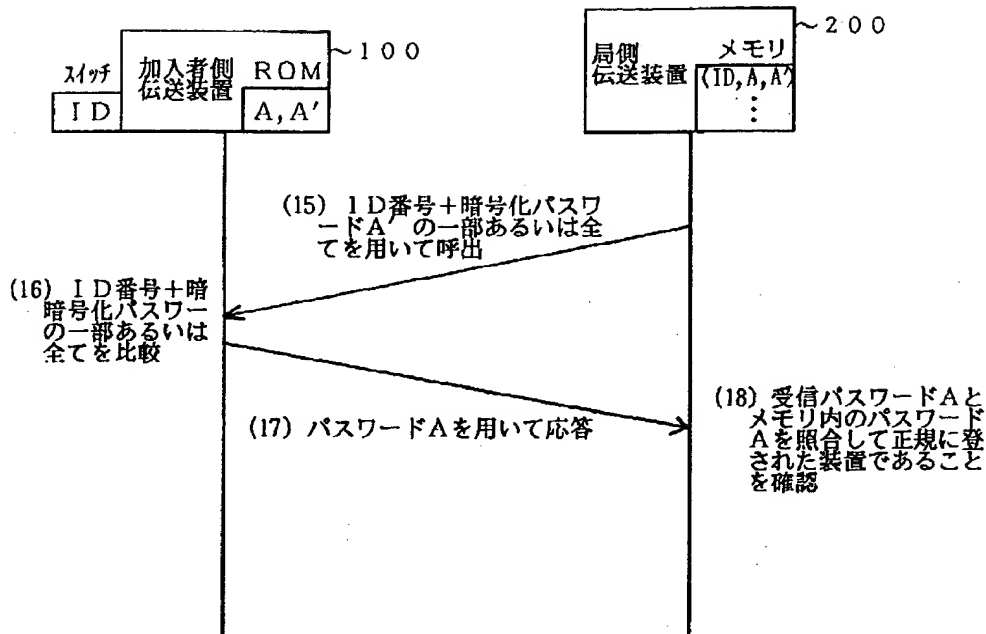 ～１００
スイッチ
ＩＤ
加入者側
伝送装置
ROM
A, A′
～２００
局側
伝送装置
メモリ
(ID, A, A′)
⋮
(15) ＩＤ番号＋暗号化パスワ
ードA′ の一部あるいは全
てを用いて呼出
(16) ＩＤ番号＋暗
暗号化パスワー
の一部あるいは
全てを比較
(17) パスワードAを用いて応答
(18) 受信パスワードAと
メモリ内のパスワード
Aを照合して正規に登
された装置であること
を確認